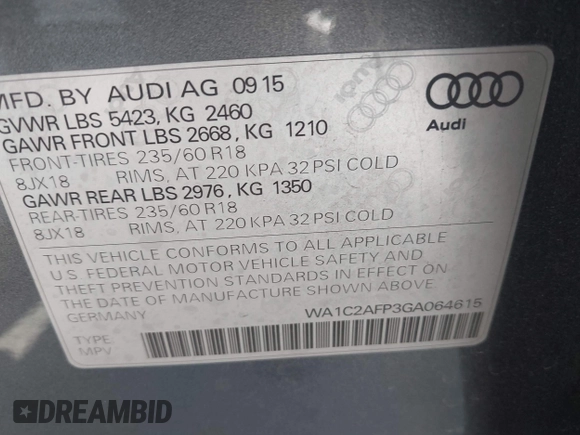 MFD. BY AUDI AG 09 15
GVWR LBS 5423, KG 2460
GAWR FRONT LBS 2668, KG 1210
FRONT-TIRES 235/60 R18
8JX18 RIMS, AT 220 KPA 32 PSI COLD
GAWR REAR LBS 2976, KG 1350
REAR-TIRES 235/60 R18
8JX18 RIMS, AT 220 KPA 32 PSI COLD
THIS VEHICLE CONFORMS TO ALL APPLICABLE
U.S. FEDERAL MOTOR VEHICLE SAFETY AND
THEFT PREVENTION STANDARDS IN EFFECT ON
THE DATE OF MANUFACTURE SHOWN ABOVE.
GERMANY
WA1C2AFP3GA064615
TYPE:
MPV
Audi
DREAMBID